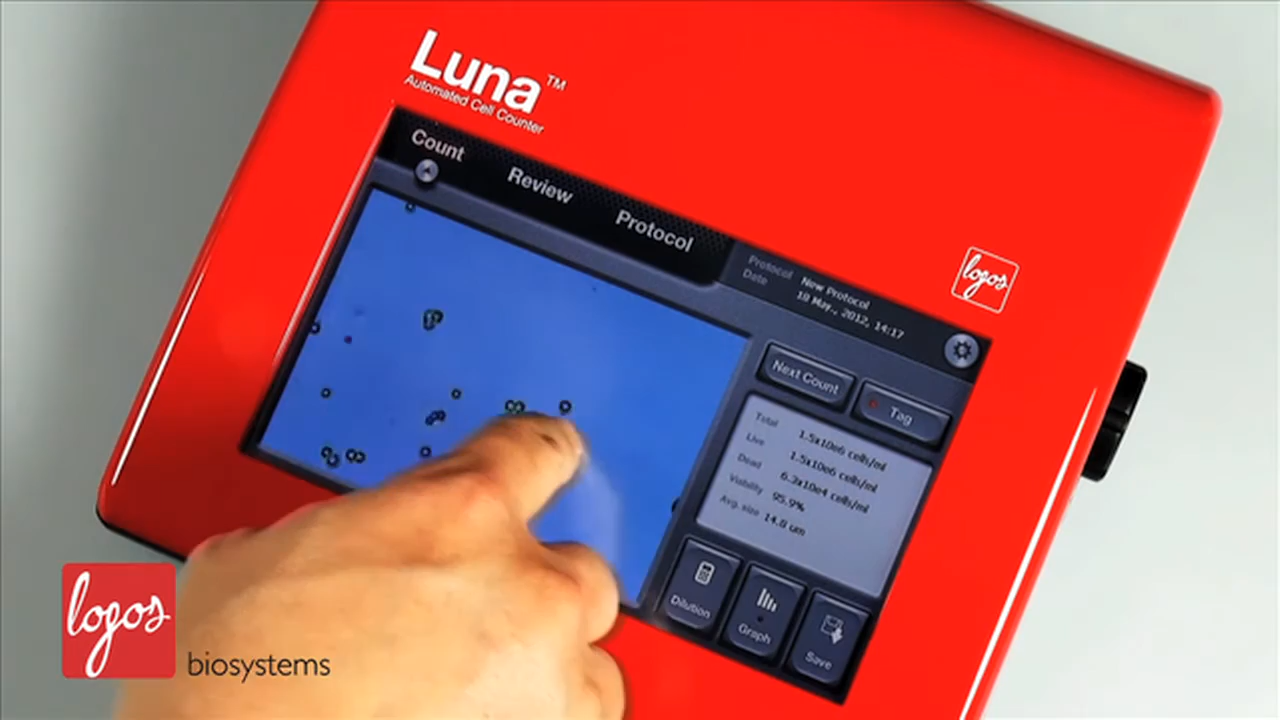 Luna™
Automated Cell Counter
Count
Review
Protocol
Protocol New Protocol
Date 18 May., 2012, 14:17
logos
Next Count
Tag
Total 1.5x10e6 cells/ml
Live 1.5x10e6 cells/ml
Dead 6.3x10e4 cells/ml
Viability 95.9%
Avg. size 14.8 um
Dilution
Graph
Save
logos
biosystems